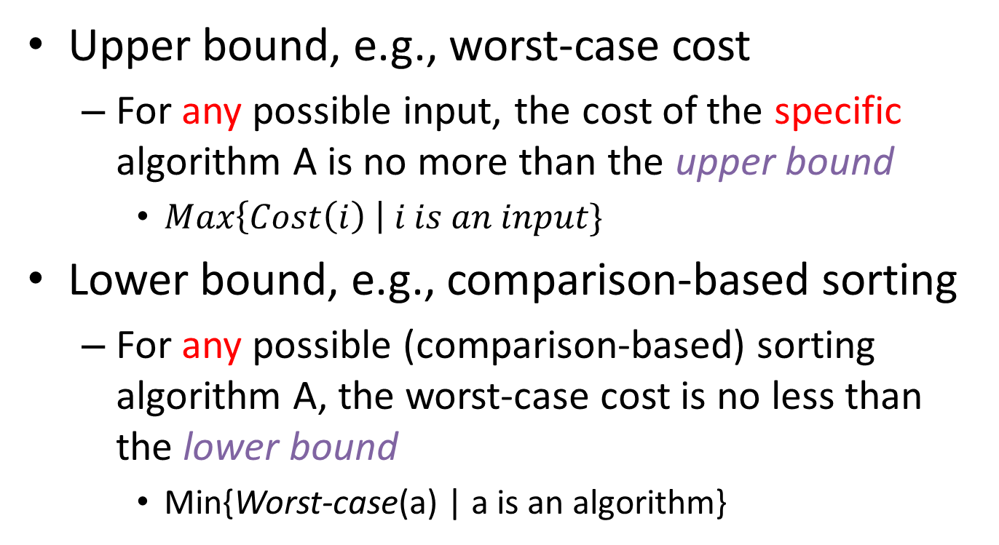 • Upper bound, e.g., worst-case cost
– For any possible input, the cost of the specific
algorithm A is no more than the upper bound
• Max{Cost(i) | i is an input}
• Lower bound, e.g., comparison-based sorting
– For any possible (comparison-based) sorting
algorithm A, the worst-case cost is no less than
the lower bound
• Min{Worst-case(a) | a is an algorithm}